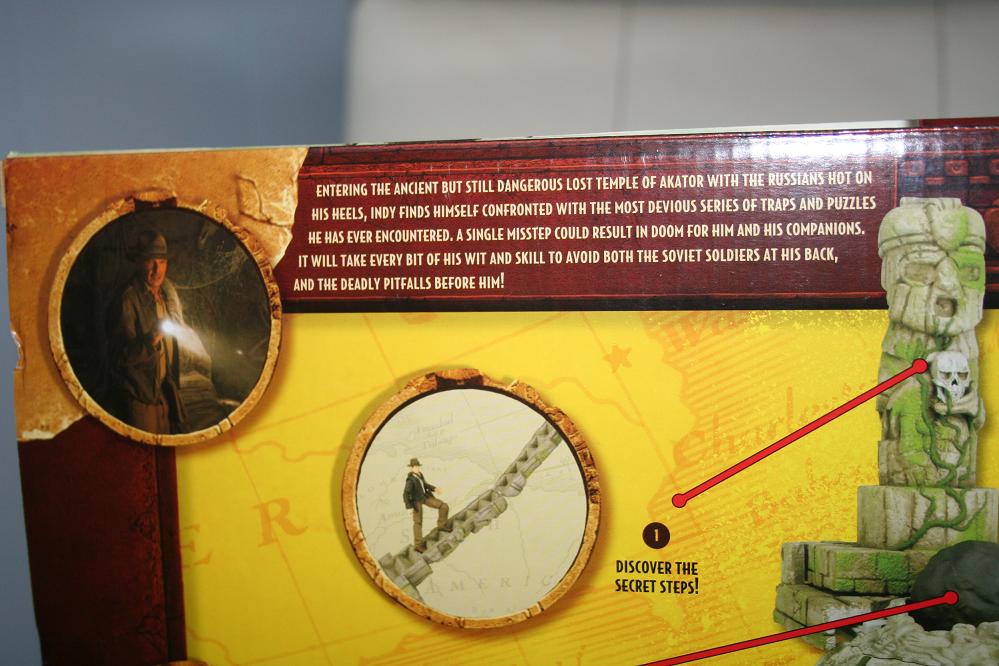 ENTERING THE ANCIENT BUT STILL DANGEROUS LOST TEMPLE OF AKATOR WITH THE RUSSIANS HOT ON
HIS HEELS, INDY FINDS HIMSELF CONFRONTED WITH THE MOST DEVIOUS SERIES OF TRAPS AND PUZZLES
HE HAS EVER ENCOUNTERED. A SINGLE MISSTEP COULD RESULT IN DOOM FOR HIM AND HIS COMPANIONS.
IT WILL TAKE EVERY BIT OF HIS WIT AND SKILL TO AVOID BOTH THE SOVIET SOLDIERS AT HIS BACK,
AND THE DEADLY PITFALLS BEFORE HIM!
E R
AMERIC
1
DISCOVER THE
SECRET STEPS!